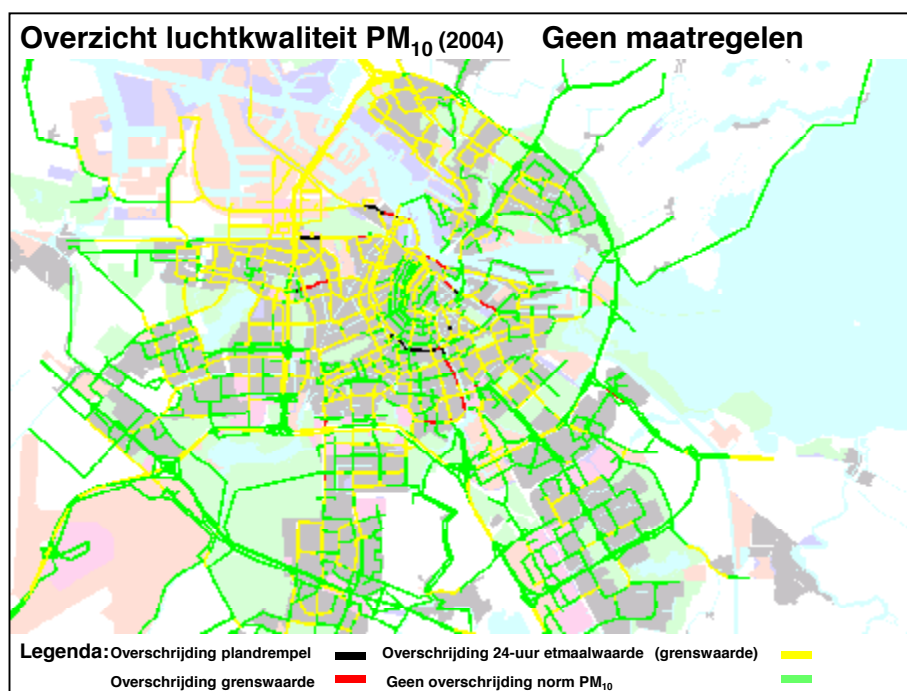 Overzicht luchtkwaliteit PM10 (2004) Geen maatregelen
Legenda: Overschrijding plandrempel Overschrijding 24-uur etmaalwaarde (grenswaarde)
Overschrijding grenswaarde Geen overschrijding norm PM10